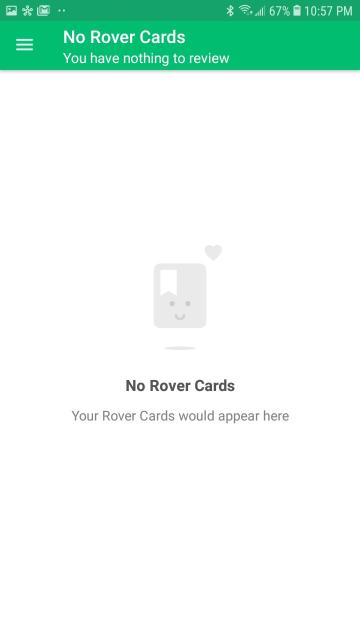 67% 10:57 PM
No Rover Cards
You have nothing to review
No Rover Cards
Your Rover Cards would appear here